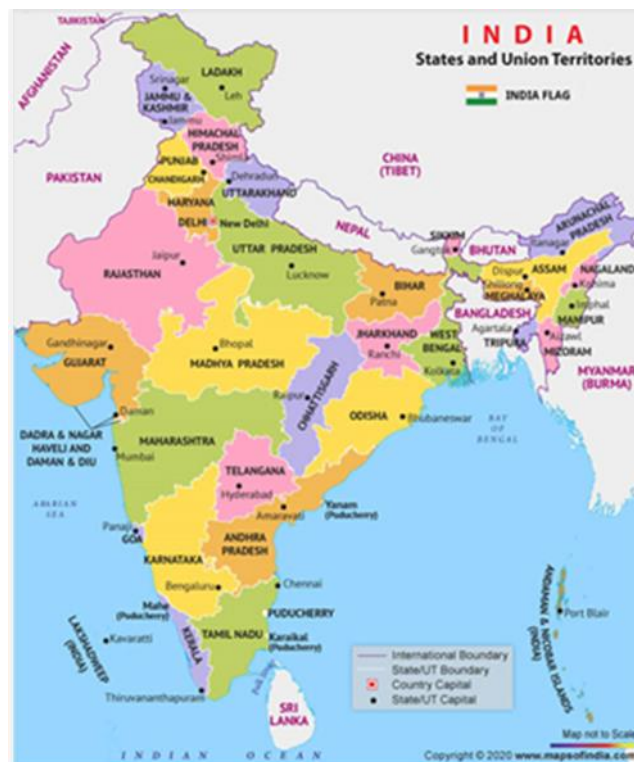 INDIA
States and Union Territories
INDIA FLAG
TAJIKISTAN
AFGHANISTAN
PAKISTAN
CHINA
(TIBET)
NEPAL
BHUTAN
BANGLADESH
MYANMAR
(BURMA)
SRI
LANKA
LADAKH
Leh
Srinagar
JAMMU &
KASHMIR
Jammu
HIMACHAL
PRADESH
Shimla
PUNJAB
CHANDIGARH
Dehradun
UTTARAKHAND
HARYANA
DELHI
New Delhi
RAJASTHAN
Jaipur
UTTAR PRADESH
Lucknow
BIHAR
Patna
SIKKIM
Gangtok
ARUNACHAL
PRADESH
Itanagar
ASSAM
Dispur
NAGALAND
Kohima
MEGHALAYA
Shillong
MANIPUR
Imphal
TRIPURA
Agartala
MIZORAM
Aizawl
WEST
BENGAL
Kolkata
JHARKHAND
Ranchi
Gandhinagar
GUJARAT
Bhopal
MADHYA PRADESH
CHHATTISGARH
Raipur
ODISHA
Bhubaneswar
Daman
DADRA & NAGAR
HAVELI AND
DAMAN & DIU
MAHARASHTRA
Mumbai
TELANGANA
Hyderabad
Amaravati
Yanam
(Puducherry)
ANDHRA
PRADESH
Panaji
GOA
KARNATAKA
Bengaluru
Chennai
Mahe
(Puducherry)
PUDUCHERRY
KERALA
TAMIL NADU
Karaikal
(Puducherry)
LAKSHADWEEP
(INDIA)
Kavaratti
Thiruvananthapuram
ANDAMAN & NICOBAR ISLANDS
(INDIA)
Port Blair
ARABIAN
SEA
BAY
OF
BENGAL
INDIAN OCEAN
International Boundary
State/UT Boundary
Country Capital
State/UT Capital
Map not to Scale
Copyright © 2020 www.mapsofindia.com